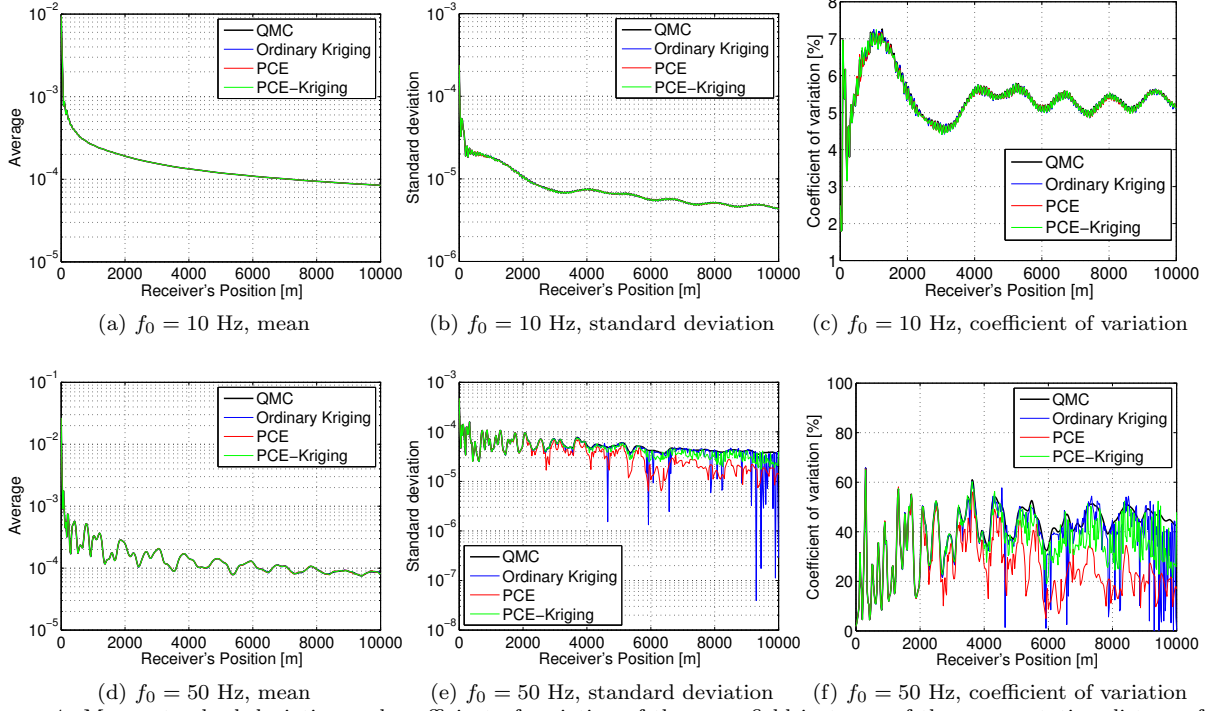 10⁻²
10⁻³
10⁻⁴
10⁻⁵
Average
0 2000 4000 6000 8000 10000
Receiver's Position [m]
QMC
Ordinary Kriging
PCE
PCE−Kriging
(a) f₀ = 10 Hz, mean
10⁻³
10⁻⁴
10⁻⁵
10⁻⁶
Standard deviation
0 2000 4000 6000 8000 10000
Receiver's Position [m]
QMC
Ordinary Kriging
PCE
PCE−Kriging
(b) f₀ = 10 Hz, standard deviation
8
7
6
5
4
3
2
1
Coefficient of variation [%]
0 2000 4000 6000 8000 10000
Receiver's Position [m]
QMC
Ordinary Kriging
PCE
PCE−Kriging
(c) f₀ = 10 Hz, coefficient of variation
10⁻¹
10⁻²
10⁻³
10⁻⁴
10⁻⁵
Average
0 2000 4000 6000 8000 10000
Receiver's Position [m]
QMC
Ordinary Kriging
PCE
PCE−Kriging
(d) f₀ = 50 Hz, mean
10⁻³
10⁻⁴
10⁻⁵
10⁻⁶
10⁻⁷
10⁻⁸
Standard deviation
0 2000 4000 6000 8000 10000
Receiver's Position [m]
QMC
Ordinary Kriging
PCE
PCE−Kriging
(e) f₀ = 50 Hz, standard deviation
100
80
60
40
20
0
Coefficient of variation [%]
0 2000 4000 6000 8000 10000
Receiver's Position [m]
QMC
Ordinary Kriging
PCE
PCE−Kriging
(f) f₀ = 50 Hz, coefficient of variation